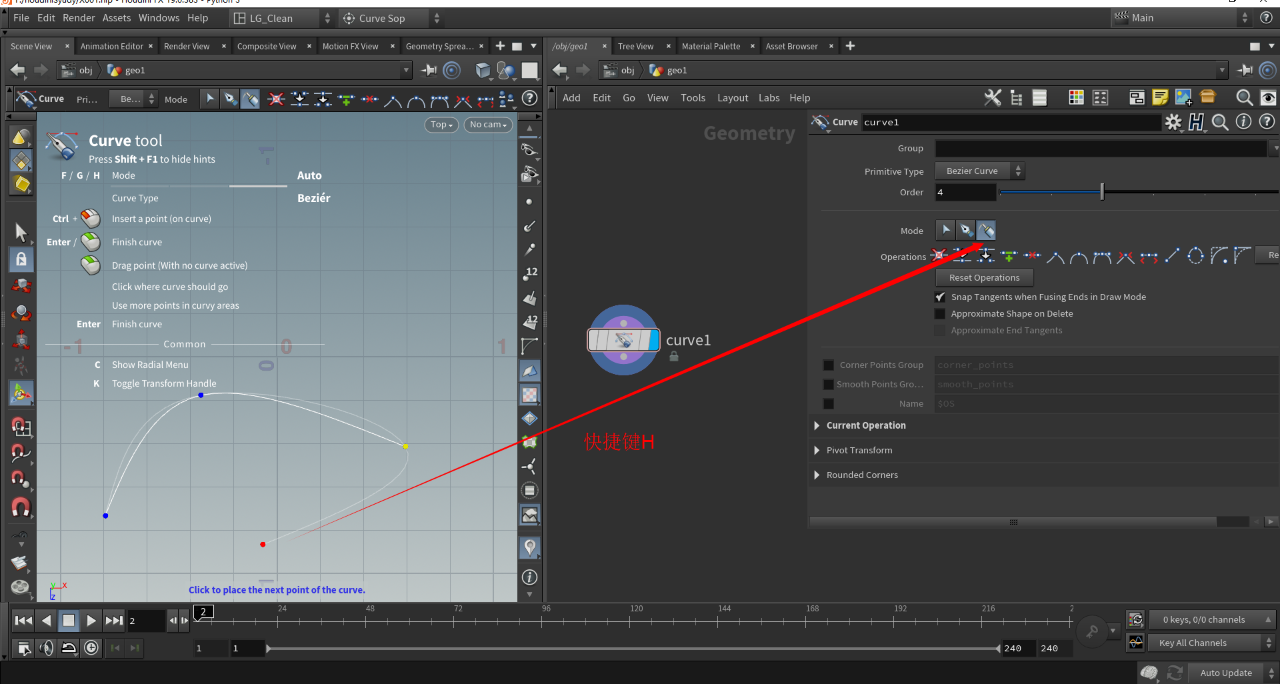 File Edit Render Assets Windows Help LG_Clean Curve Sop Main
Scene View Animation Editor Render View Composite View Motion FX View Geometry Sprea... /obj/geo1 Tree View Material Palette Asset Browser
obj geo1 obj geo1
Curve Pri... Be... Mode Add Edit Go View Tools Layout Labs Help
Top No cam
Curve tool
Press Shift + F1 to hide hints
F / G / H Mode Auto
Curve Type Beziér
Ctrl + Insert a point (on curve)
Enter / Finish curve
Drag point (With no curve active)
Click where curve should go
Use more points in curvy areas
Enter Finish curve
Common
-1 0 1
C Show Radial Menu
K Toggle Transform Handle
0
12
12
Click to place the next point of the curve.
Geometry
curve1
快捷键H
Curve curve1
Group
Primitive Type Bezier Curve
Order 4
Mode
Operations Re
Reset Operations
Snap Tangents when Fusing Ends in Draw Mode
Approximate Shape on Delete
Approximate End Tangents
Corner Points Group corner_points
Smooth Points Gro... smooth_points
Name $OS
Current Operation
Pivot Transform
Rounded Corners
2 2 24 48 72 96 120 144 168 192 216 2
0 keys, 0/0 channels
1 1 240 240 Key All Channels
Auto Update